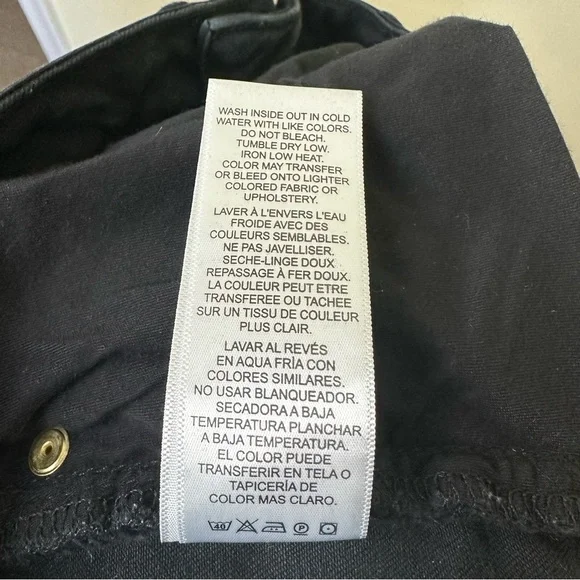 WASH INSIDE OUT IN COLD
WATER WITH LIKE COLORS.
DO NOT BLEACH.
TUMBLE DRY LOW.
IRON LOW HEAT.
COLOR MAY TRANSFER
OR BLEED ONTO LIGHTER
COLORED FABRIC OR
UPHOLSTERY.
LAVER À L'ENVERS L'EAU
FROIDE AVEC DES
COULEURS SEMBLABLES.
NE PAS JAVELLISER.
SECHE-LINGE DOUX
REPASSAGE À FER DOUX.
LA COULEUR PEUT ETRE
TRANSFEREE OU TACHEE
SUR UN TISSU DE COULEUR
PLUS CLAIR.
LAVAR AL REVÉS
EN AQUA FRÍA CON
COLORES SIMILARES.
NO USAR BLANQUEADOR.
SECADORA A BAJA
TEMPERATURA PLANCHAR
A BAJA TEMPERATURA.
EL COLOR PUEDE
TRANSFERIR EN TELA O
TAPICERÍA DE
COLOR MAS CLARO.
40 P